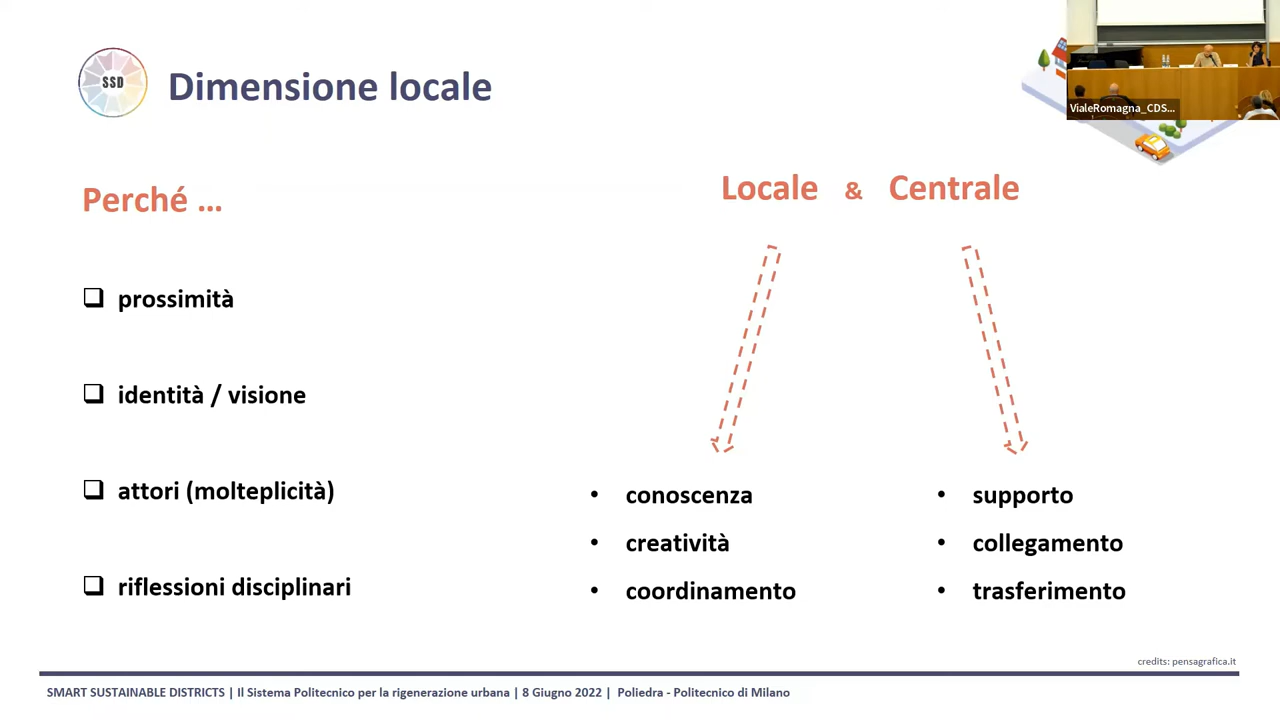 SSD
Dimensione locale
VialeRomagna_CDS...
Perché ...
❑ prossimità
❑ identità / visione
❑ attori (molteplicità)
❑ riflessioni disciplinari
Locale & Centrale
• conoscenza
• creatività
• coordinamento
• supporto
• collegamento
• trasferimento
credits: pensagrafica.it
SMART SUSTAINABLE DISTRICTS | Il Sistema Politecnico per la rigenerazione urbana | 8 Giugno 2022 | Poliedra - Politecnico di Milano